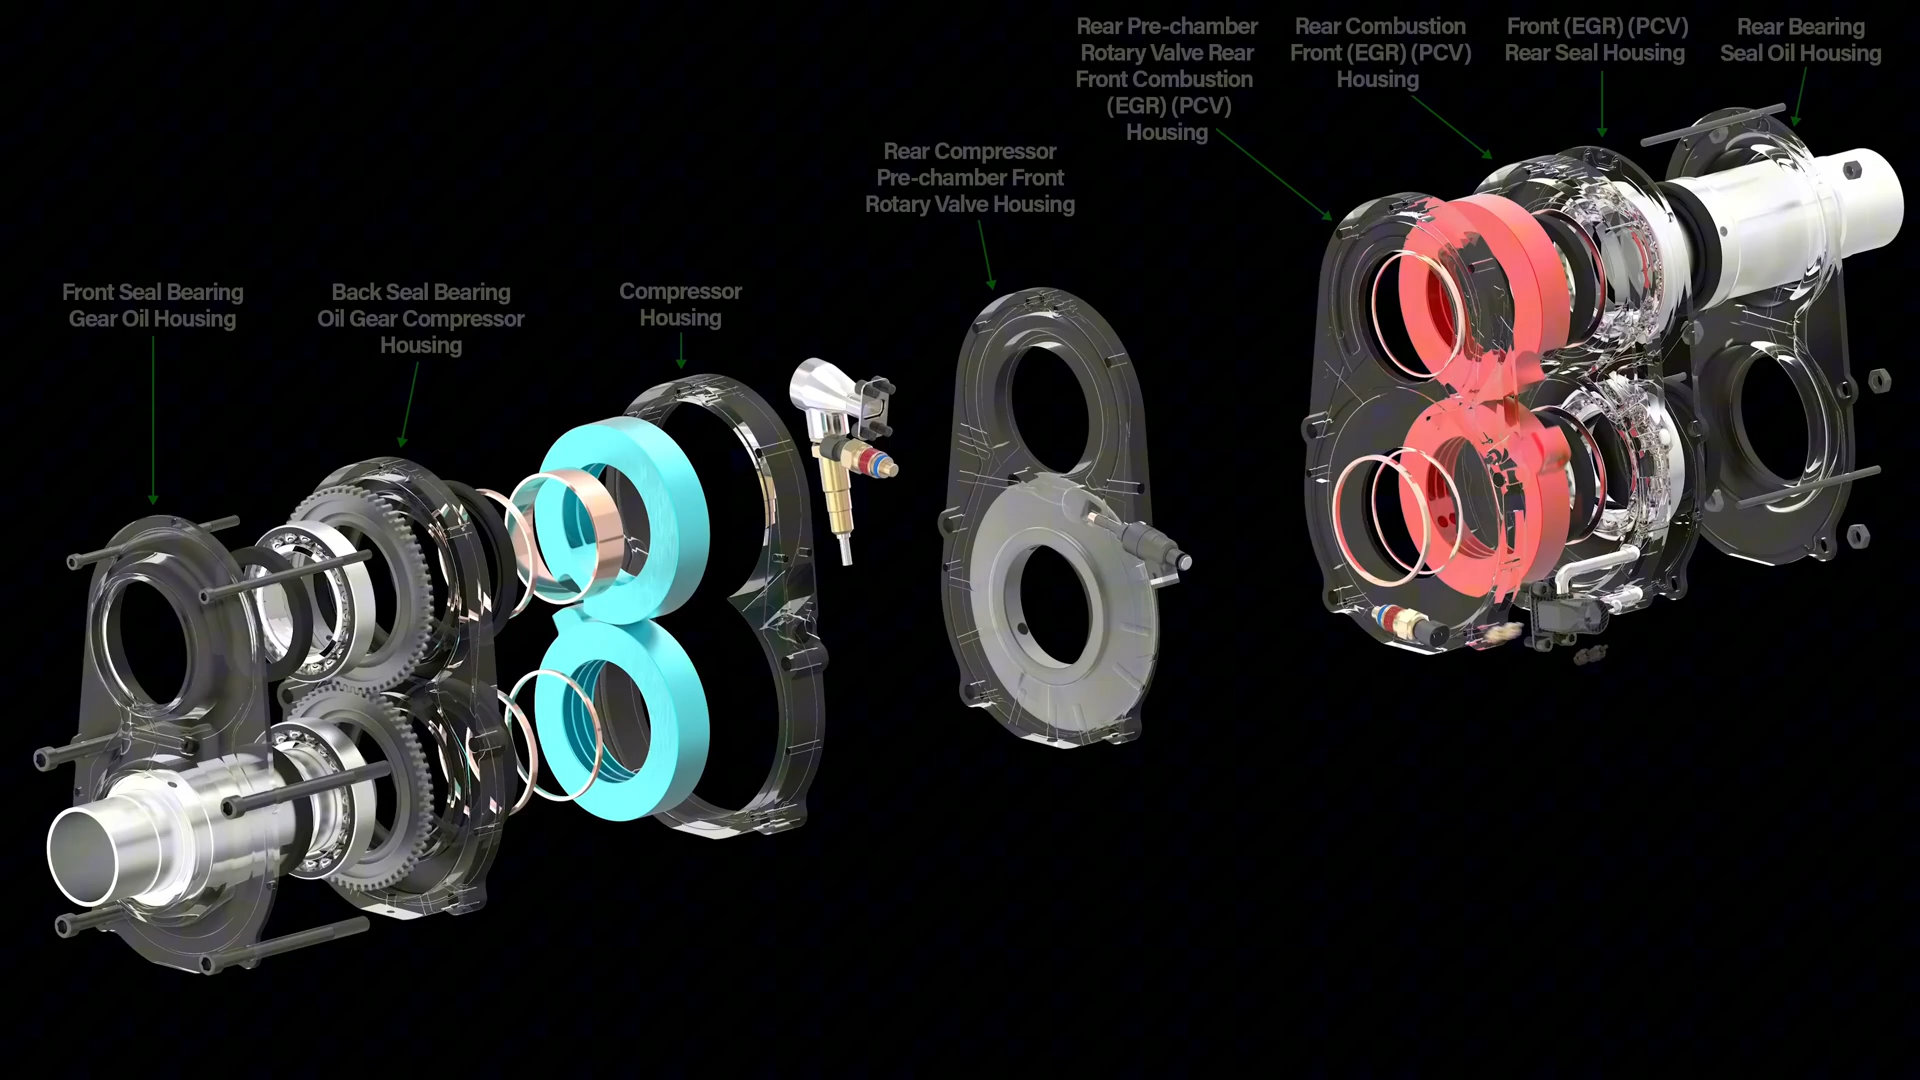 Front Seal Bearing
Gear Oil Housing
Back Seal Bearing
Oil Gear Compressor
Housing
Compressor
Housing
Rear Compressor
Pre-chamber Front
Rotary Valve Housing
Rear Pre-chamber
Rotary Valve Rear
Front Combustion
(EGR) (PCV)
Housing
Rear Combustion
Front (EGR) (PCV)
Housing
Front (EGR) (PCV)
Rear Seal Housing
Rear Bearing
Seal Oil Housing